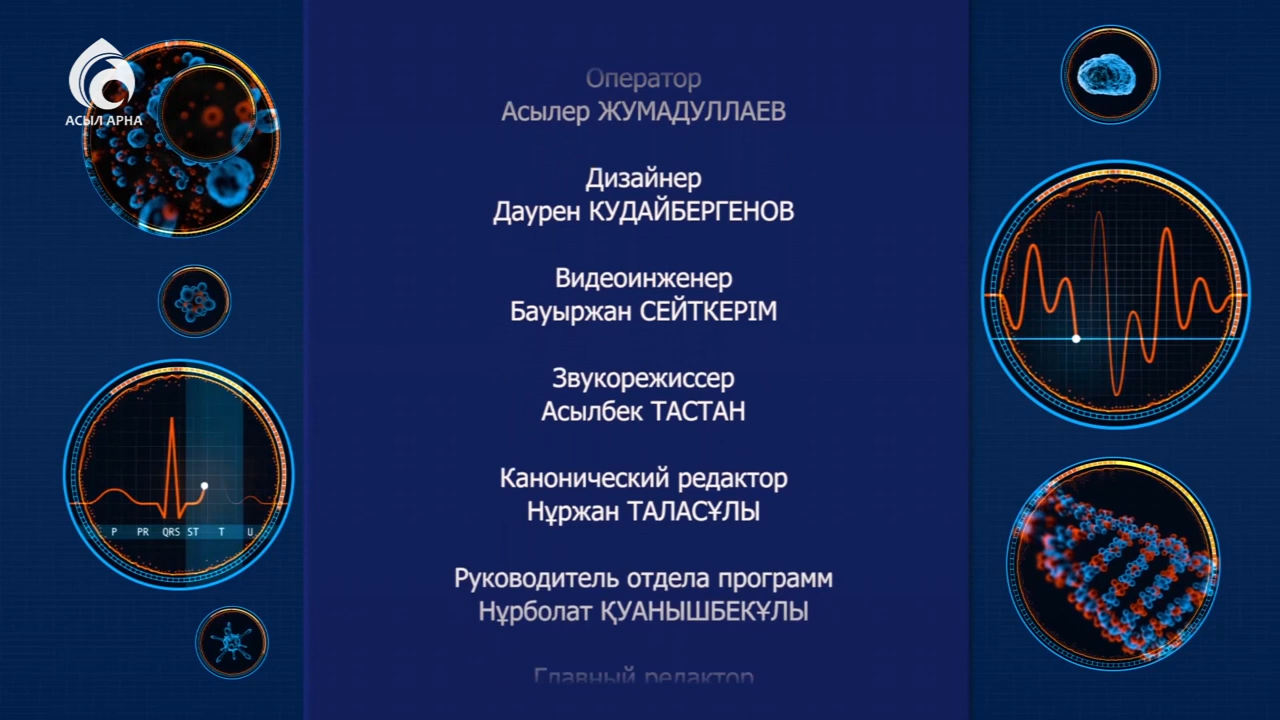 АСЫЛ АРНА
Оператор
Асылер ЖУМАДУЛЛАЕВ
Дизайнер
Даурен КУДАЙБЕРГЕНОВ
Видеоинженер
Бауыржан СЕЙТКЕРІМ
Звукорежиссер
Асылбек ТАСТАН
Канонический редактор
Нұржан ТАЛАСҰЛЫ
Руководитель отдела программ
Нұрболат ҚУАНЫШБЕКҰЛЫ
Главный редактор
P PR QRS ST T U